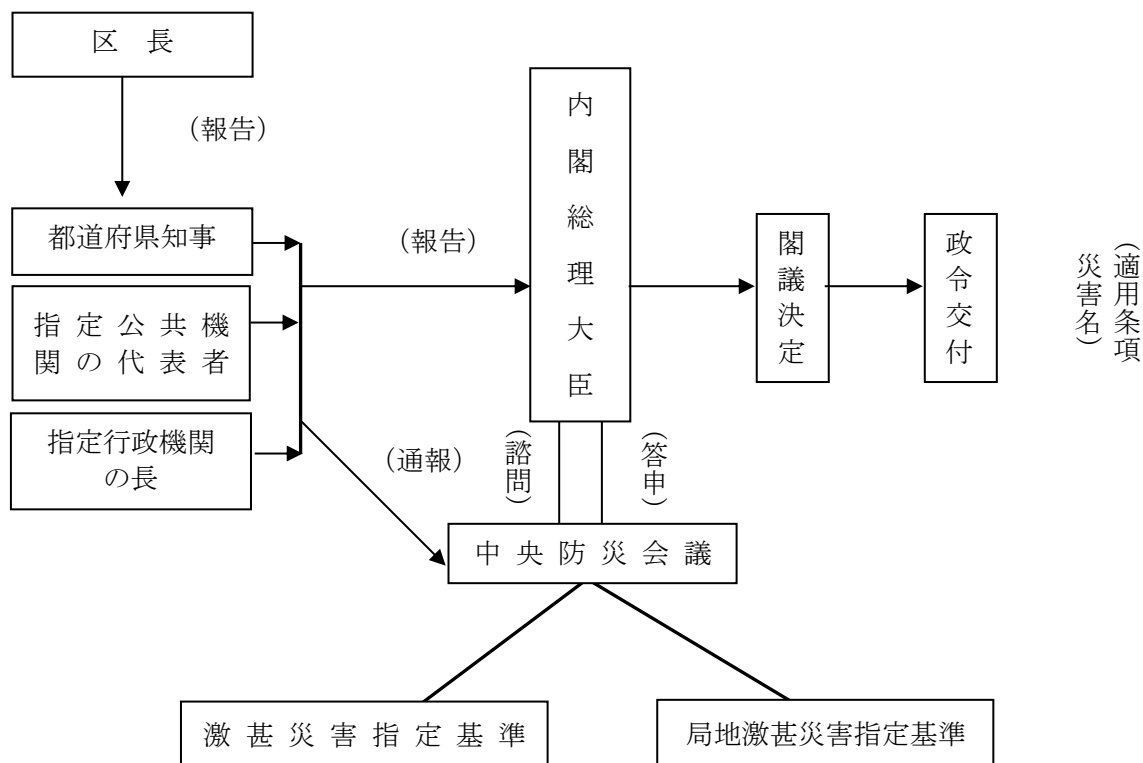 区 長
（報告）
都道府県知事
指 定 公 共 機
関 の 代 表 者
指定行政機関
の長
（報告）
（通報）
内閣総理大臣
（諮問）
（答申）
閣議決定
政令交付
（適用条項
災害名）
中 央 防 災 会 議
激 甚 災 害 指 定 基 準
局地激甚災害指定基準